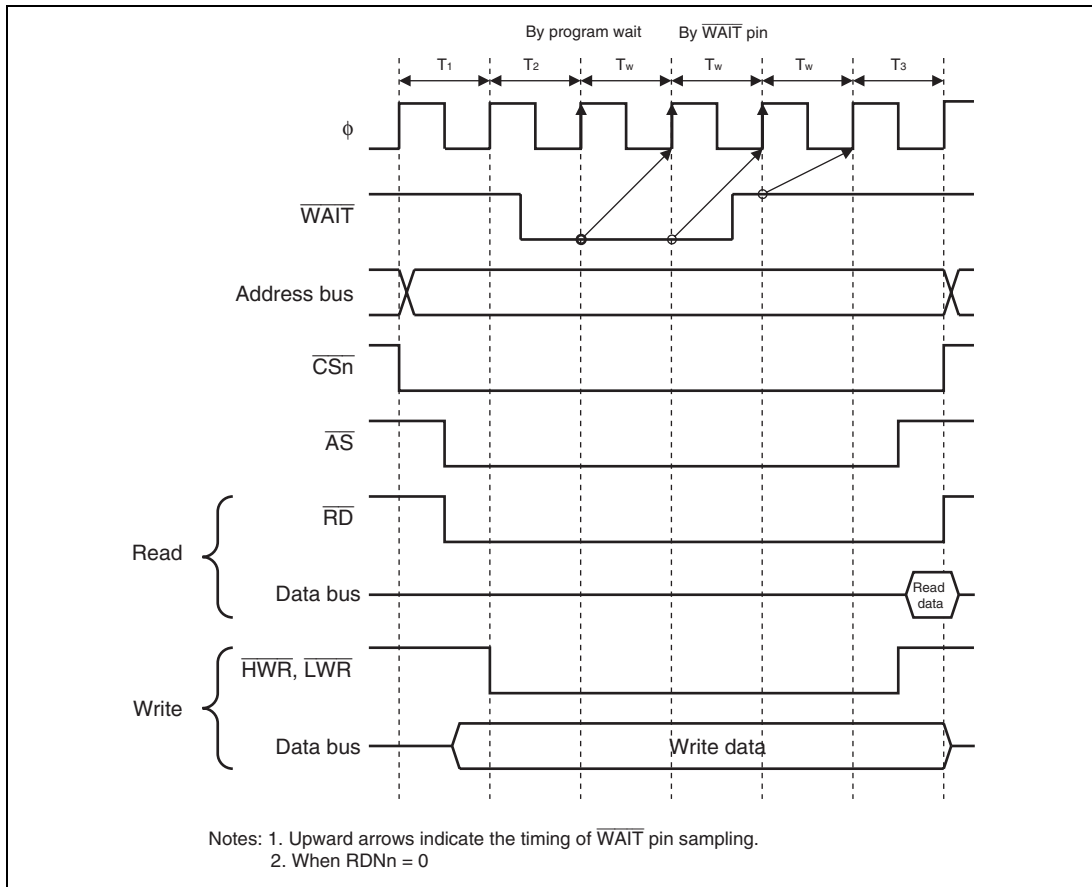 By program wait By WAIT pin
T1 T2 Tw Tw Tw T3
ϕ
WAIT
Address bus
CSn
AS
RD
Read
Data bus
Read
data
HWR, LWR
Write
Data bus
Write data
Notes: 1. Upward arrows indicate the timing of WAIT pin sampling.
2. When RDNn = 0